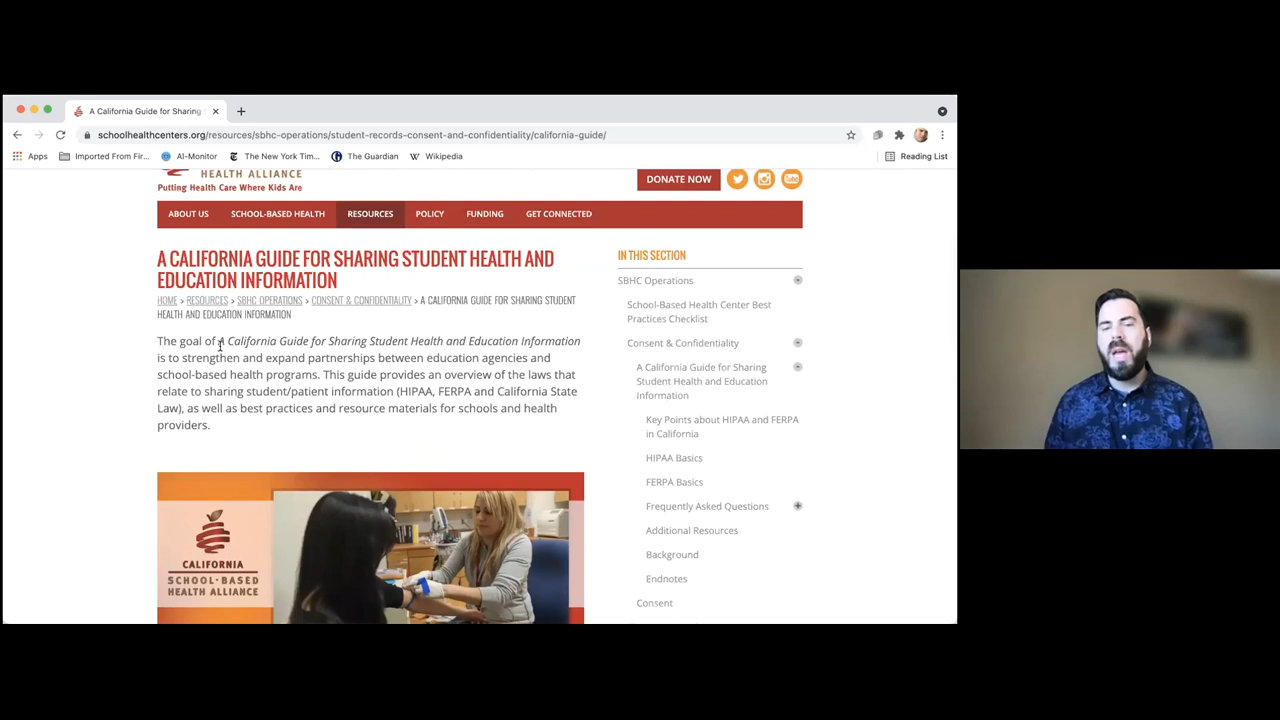 A California Guide for Sharing
schoolhealthcenters.org/resources/sbhc-operations/student-records-consent-and-confidentiality/california-guide/
Apps Imported From Fir... Al-Monitor The New York Tim... The Guardian Wikipedia Reading List
HEALTH ALLIANCE
Putting Health Care Where Kids Are
DONATE NOW
You Tube
ABOUT US SCHOOL-BASED HEALTH RESOURCES POLICY FUNDING GET CONNECTED
A CALIFORNIA GUIDE FOR SHARING STUDENT HEALTH AND
EDUCATION INFORMATION
HOME > RESOURCES > SBHC OPERATIONS > CONSENT & CONFIDENTIALITY > A CALIFORNIA GUIDE FOR SHARING STUDENT
HEALTH AND EDUCATION INFORMATION
The goal of A California Guide for Sharing Student Health and Education Information
is to strengthen and expand partnerships between education agencies and
school-based health programs. This guide provides an overview of the laws that
relate to sharing student/patient information (HIPAA, FERPA and California State
Law), as well as best practices and resource materials for schools and health
providers.
CALIFORNIA
SCHOOL-BASED
HEALTH ALLIANCE
IN THIS SECTION
SBHC Operations
School-Based Health Center Best
Practices Checklist
Consent & Confidentiality
A California Guide for Sharing
Student Health and Education
Information
Key Points about HIPAA and FERPA
in California
HIPAA Basics
FERPA Basics
Frequently Asked Questions
Additional Resources
Background
Endnotes
Consent